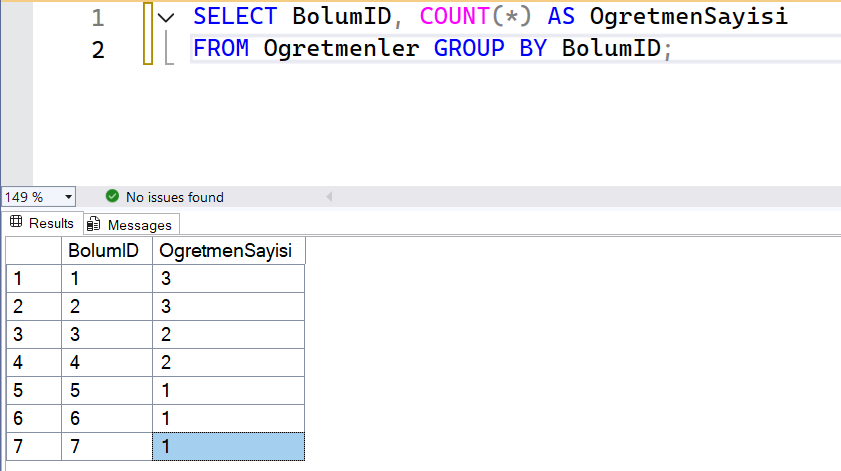 1 SELECT BolumID, COUNT(*) AS OgretmenSayisi
2 FROM Ogretmenler GROUP BY BolumID;
149 % No issues found
Results Messages
BolumID OgretmenSayisi
1 1 3
2 2 3
3 3 2
4 4 2
5 5 1
6 6 1
7 7 1